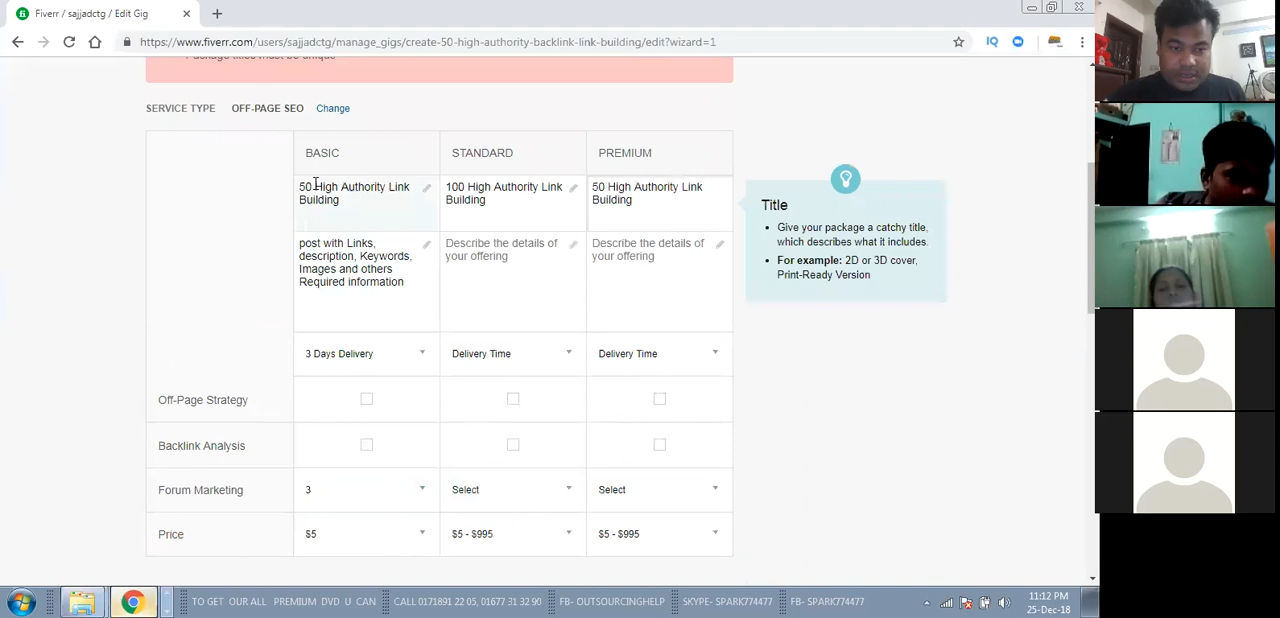 Fiverr / sajjadctg / Edit Gig
https://www.fiverr.com/users/sajjadctg/manage_gigs/create-50-high-authority-backlink-link-building/edit?wizard=1
Package titles must be unique
SERVICE TYPE OFF-PAGE SEO Change
BASIC STANDARD PREMIUM
50 High Authority Link
Building
100 High Authority Link
Building
50 High Authority Link
Building
post with Links,
description, Keywords,
Images and others
Required information
Describe the details of
your offering
Describe the details of
your offering
Title
Give your package a catchy title,
which describes what it includes.
For example: 2D or 3D cover,
Print-Ready Version
3 Days Delivery Delivery Time Delivery Time
Off-Page Strategy
Backlink Analysis
Forum Marketing 3 Select Select
Price $5 $5 - $995 $5 - $995
TO GET OUR ALL PREMIUM DVD U CAN CALL 0171891 22 05, 01677 31 32 90 FB- OUTSOURCINGHELP SKYPE- SPARK774477 FB- SPARK774477
11:12 PM
25-Dec-18